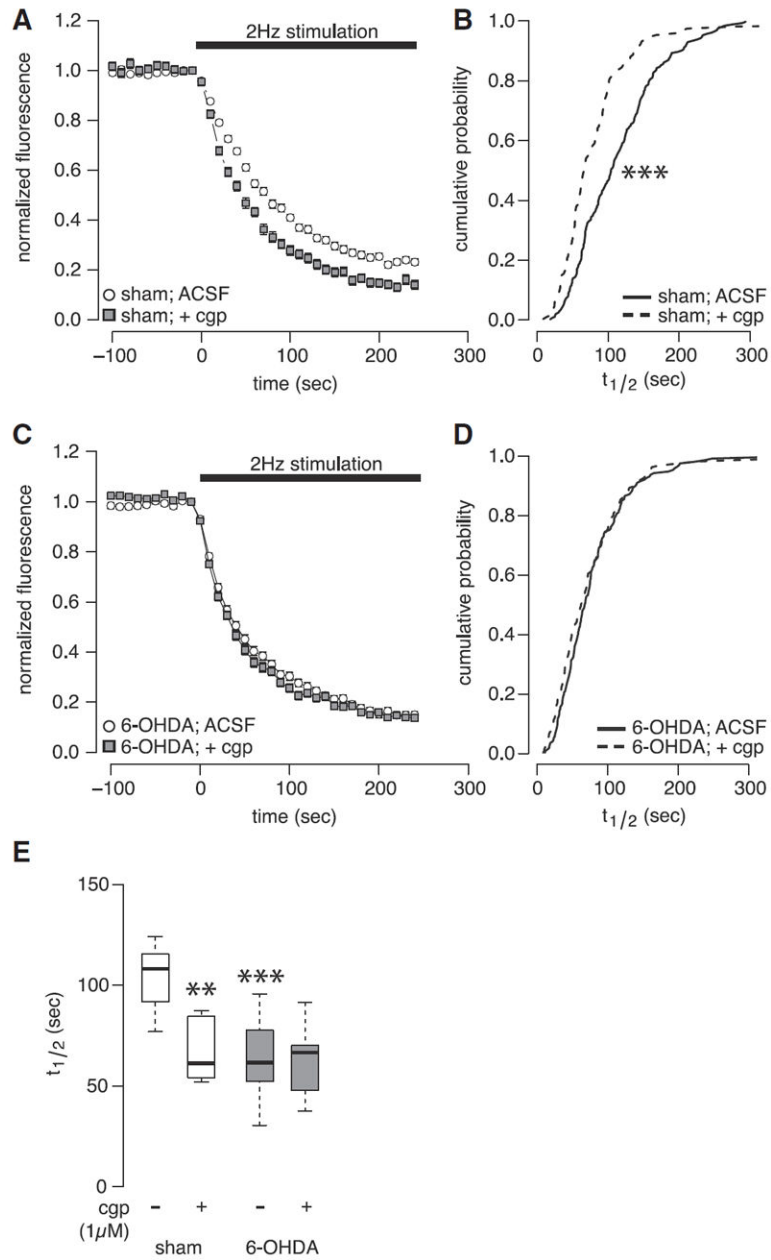 A
1.2
1.0
0.8
0.6
0.4
0.2
0.0
normalized fluorescence
2Hz stimulation
sham; ACSF
sham; + cgp
−100 0 100 200 300
time (sec)
B
1.0
0.8
0.6
0.4
0.2
0.0
cumulative probability
***
sham; ACSF
sham; + cgp
0 100 200 300
t1/2 (sec)
C
1.2
1.0
0.8
0.6
0.4
0.2
0.0
normalized fluorescence
2Hz stimulation
6-OHDA; ACSF
6-OHDA; + cgp
−100 0 100 200 300
time (sec)
D
1.0
0.8
0.6
0.4
0.2
0.0
cumulative probability
6-OHDA; ACSF
6-OHDA; + cgp
0 100 200 300
t1/2 (sec)
E
150
100
50
0
t1/2 (sec)
** ***
cgp - + - +
(1μM)
sham 6-OHDA